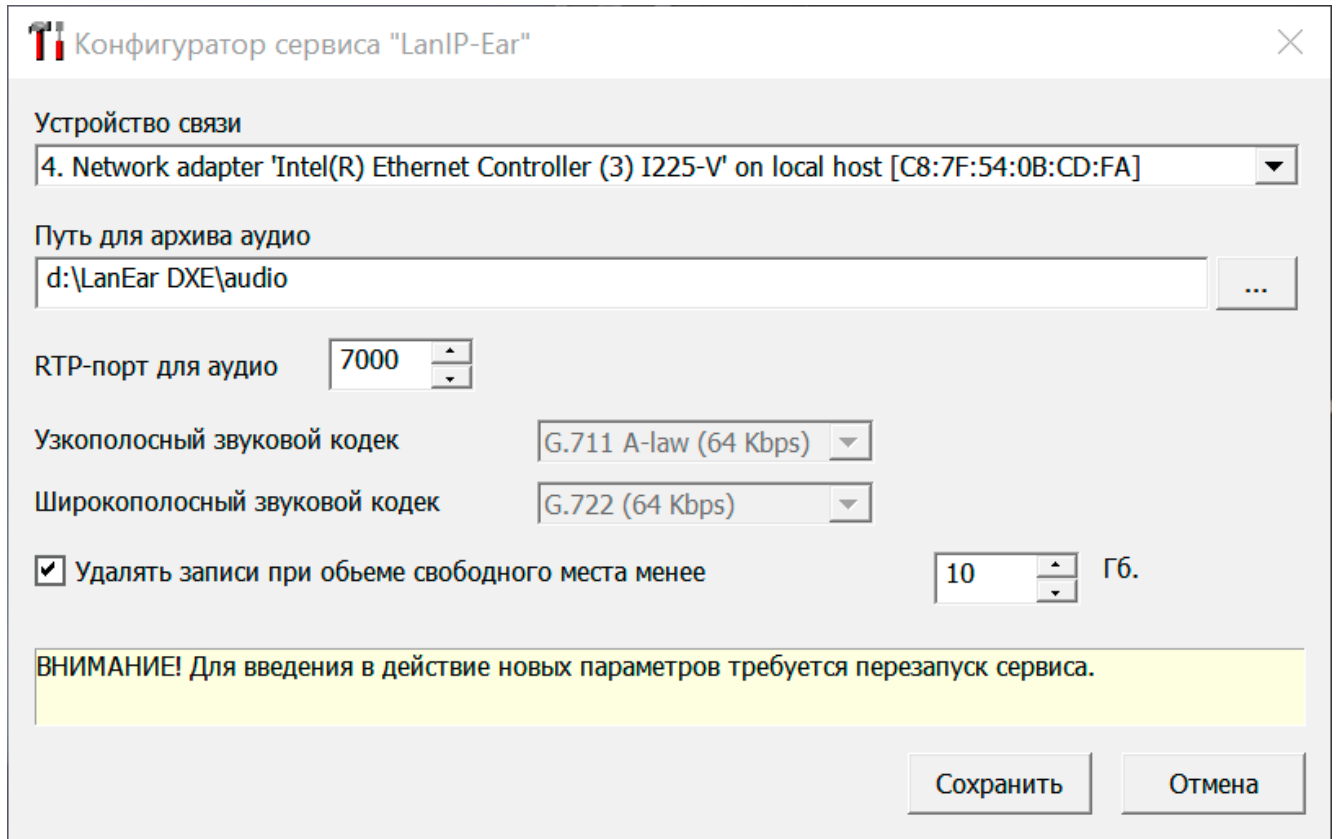 Конфигуратор сервиса "LanIP-Ear"
Устройство связи
4. Network adapter 'Intel(R) Ethernet Controller (3) I225-V' on local host [C8:7F:54:0B:CD:FA]
Путь для архива аудио
d:\LanEar DXE\audio
...
RTP-порт для аудио 7000
Узкополосный звуковой кодек G.711 A-law (64 Kbps)
Широкополосный звуковой кодек G.722 (64 Kbps)
Удалять записи при обьеме свободного места менее 10 Гб.
ВНИМАНИЕ! Для введения в действие новых параметров требуется перезапуск сервиса.
Сохранить Отмена